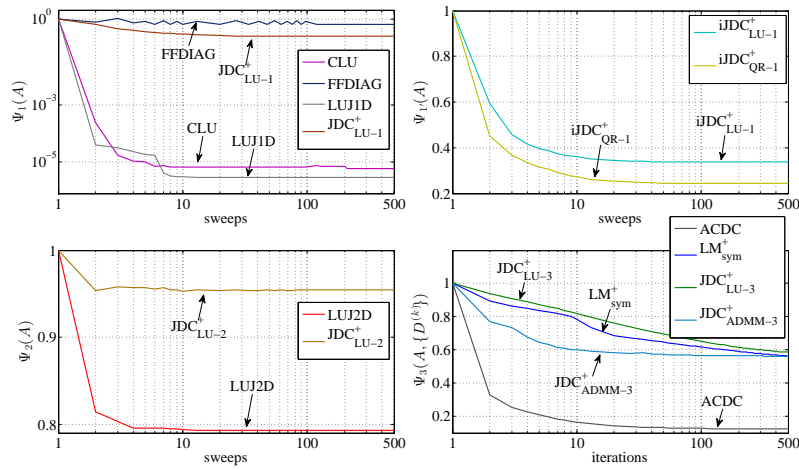 10⁰
10⁻³
10⁻⁵
Ψ₁(A)
FFDIAG
JDC⁺LU−1
CLU
LUJ1D
CLU
FFDIAG
LUJ1D
JDC⁺LU−1
1 10 100 500
sweeps
1
0.8
0.6
0.4
0.2
Ψ₁′(A)
iJDC⁺LU−1
iJDC⁺QR−1
iJDC⁺QR−1
iJDC⁺LU−1
1 10 100 500
sweeps
1
0.9
0.8
Ψ₂(A)
JDC⁺LU−2
LUJ2D
LUJ2D
JDC⁺LU−2
1 10 100 500
sweeps
ACDC
LM⁺sym
JDC⁺LU−3
JDC⁺ADMM−3
1
0.8
0.6
0.4
0.2
Ψ₃(A, {D⁽ᵏ⁾})
JDC⁺LU−3
LM⁺sym
JDC⁺ADMM−3
ACDC
1 10 100 500
iterations